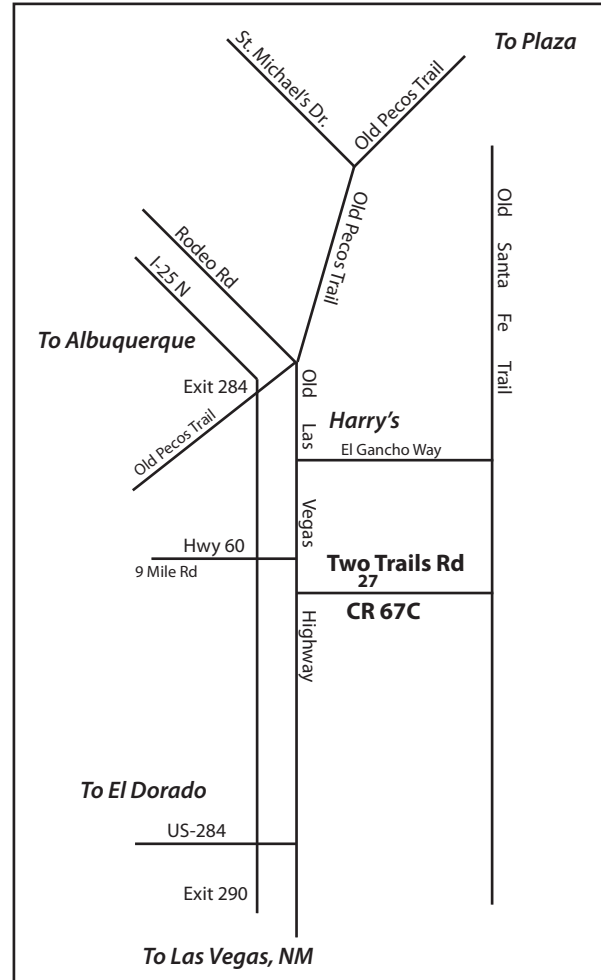 To Plaza
St. Michael's Dr.
Old Pecos Trail
Old Pecos Trail
Old Santa Fe Trail
Rodeo Rd
I-25 N
To Albuquerque
Exit 284
Old Las Vegas Highway
Harry's
El Gancho Way
Old Pecos Trail
Hwy 60
9 Mile Rd
Two Trails Rd
27
CR 67C
To El Dorado
US-284
Exit 290
To Las Vegas, NM